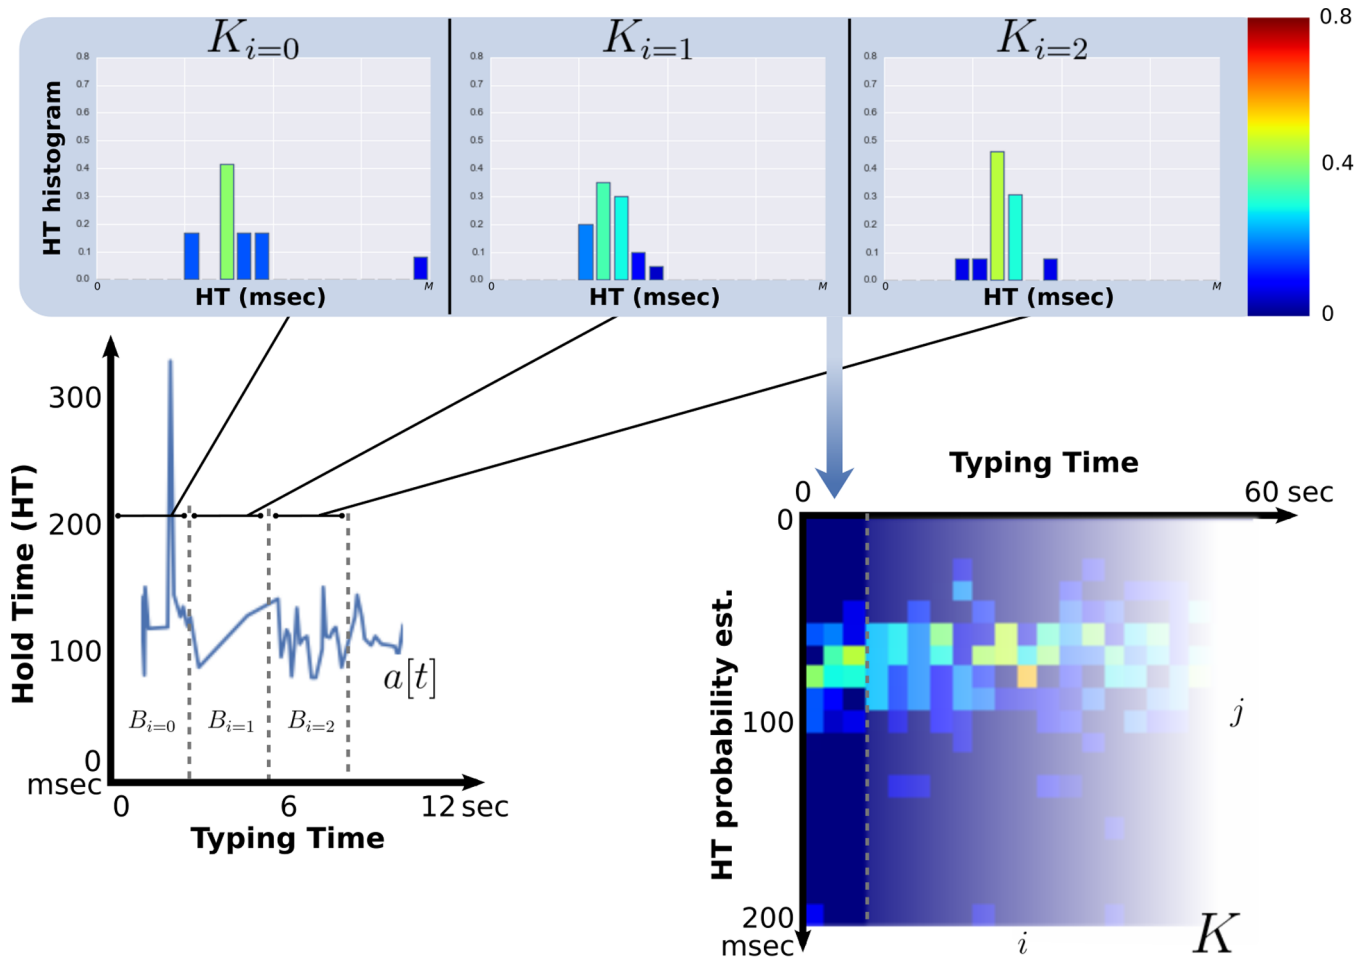 K_{i=0} K_{i=1} K_{i=2}
HT histogram
0.8
0.7
0.6
0.5
0.4
0.3
0.2
0.1
0.0
0 M
HT (msec)
0.8
0.7
0.6
0.5
0.4
0.3
0.2
0.1
0.0
0 M
HT (msec)
0.8
0.7
0.6
0.5
0.4
0.3
0.2
0.1
0.0
0 M
HT (msec)
0.8
0.4
0
Hold Time (HT)
300
200
100
0
msec
a[t]
B_{i=0} B_{i=1} B_{i=2}
0 6 12 sec
Typing Time
Typing Time
0 60 sec
HT probability est.
0
100
200
msec
j
i
K